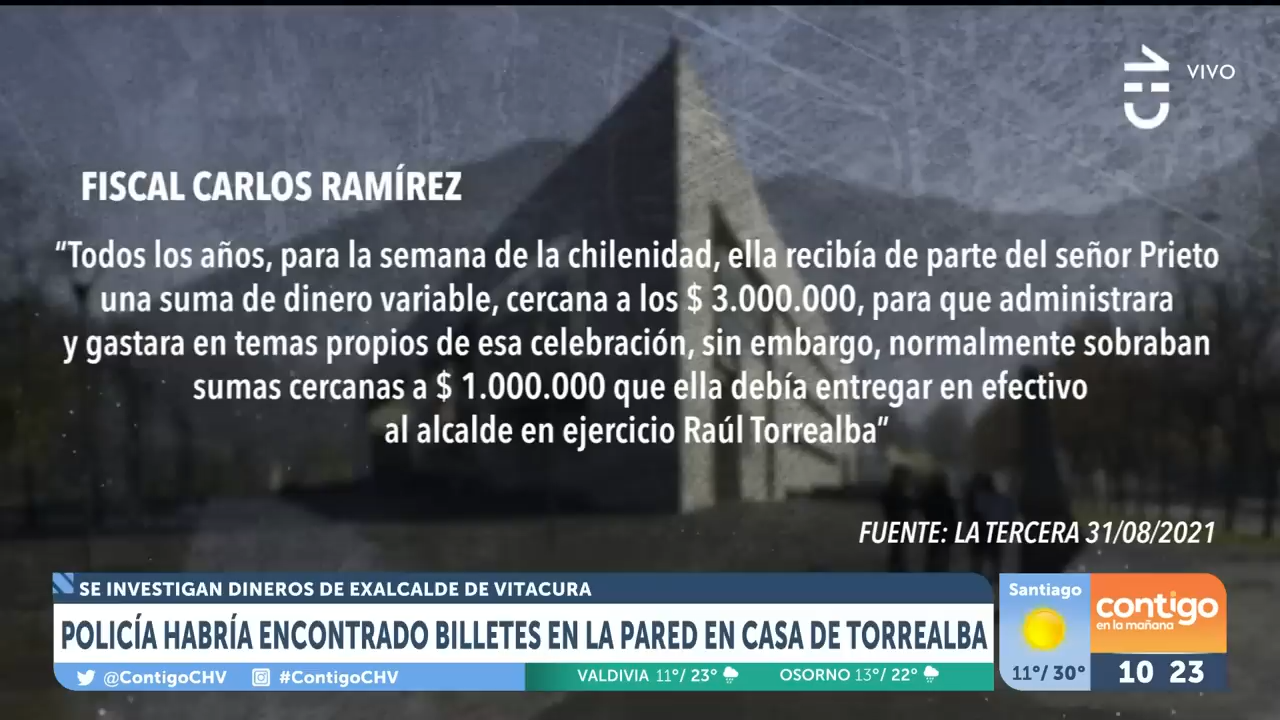 CHV VIVO
FISCAL CARLOS RAMÍREZ
“Todos los años, para la semana de la chilenidad, ella recibía de parte del señor Prieto
una suma de dinero variable, cercana a los $ 3.000.000, para que administrara
y gastara en temas propios de esa celebración, sin embargo, normalmente sobraban
sumas cercanas a $ 1.000.000 que ella debía entregar en efectivo
al alcalde en ejercicio Raúl Torrealba”
FUENTE: LA TERCERA 31/08/2021
SE INVESTIGAN DINEROS DE EXALCALDE DE VITACURA
POLICÍA HABRÍA ENCONTRADO BILLETES EN LA PARED EN CASA DE TORREALBA
@ContigoCHV #ContigoCHV VALDIVIA 11°/ 23° OSORNO 13°/ 22°
Santiago
11°/ 30°
contigo
en la mañana
10 23